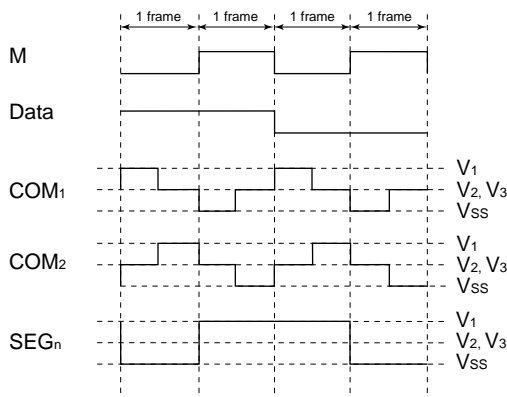 1 frame 1 frame 1 frame 1 frame
M
Data
V1
COM1 V2, V3
VSS
V1
COM2 V2, V3
VSS
V1
SEGn V2, V3
VSS